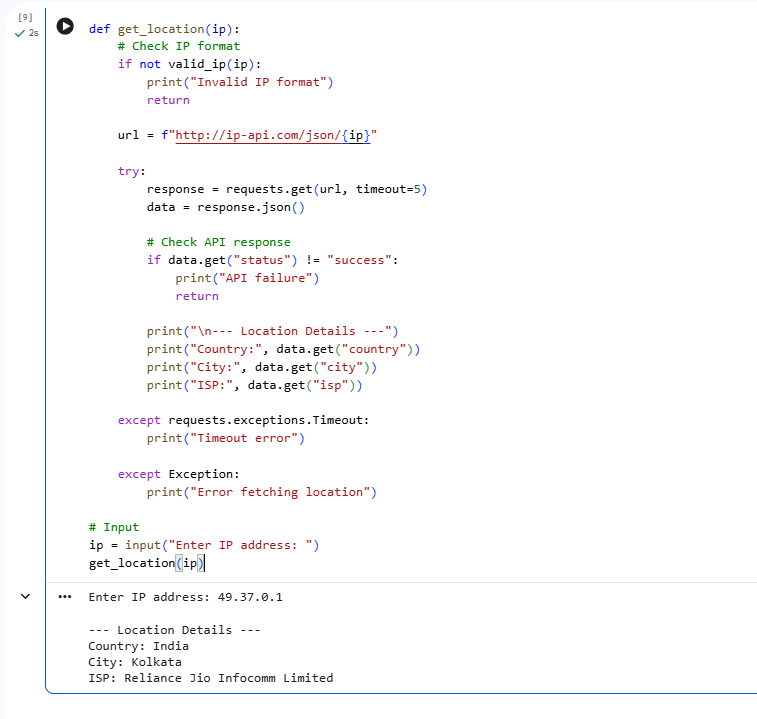 [9]
2s
def get_location(ip):
    # Check IP format
    if not valid_ip(ip):
        print("Invalid IP format")
        return

    url = f"http://ip-api.com/json/{ip}"

    try:
        response = requests.get(url, timeout=5)
        data = response.json()

        # Check API response
        if data.get("status") != "success":
            print("API failure")
            return

        print("\n--- Location Details ---")
        print("Country:", data.get("country"))
        print("City:", data.get("city"))
        print("ISP:", data.get("isp"))

    except requests.exceptions.Timeout:
        print("Timeout error")

    except Exception:
        print("Error fetching location")

# Input
ip = input("Enter IP address: ")
get_location(ip)
Enter IP address: 49.37.0.1

--- Location Details ---
Country: India
City: Kolkata
ISP: Reliance Jio Infocomm Limited